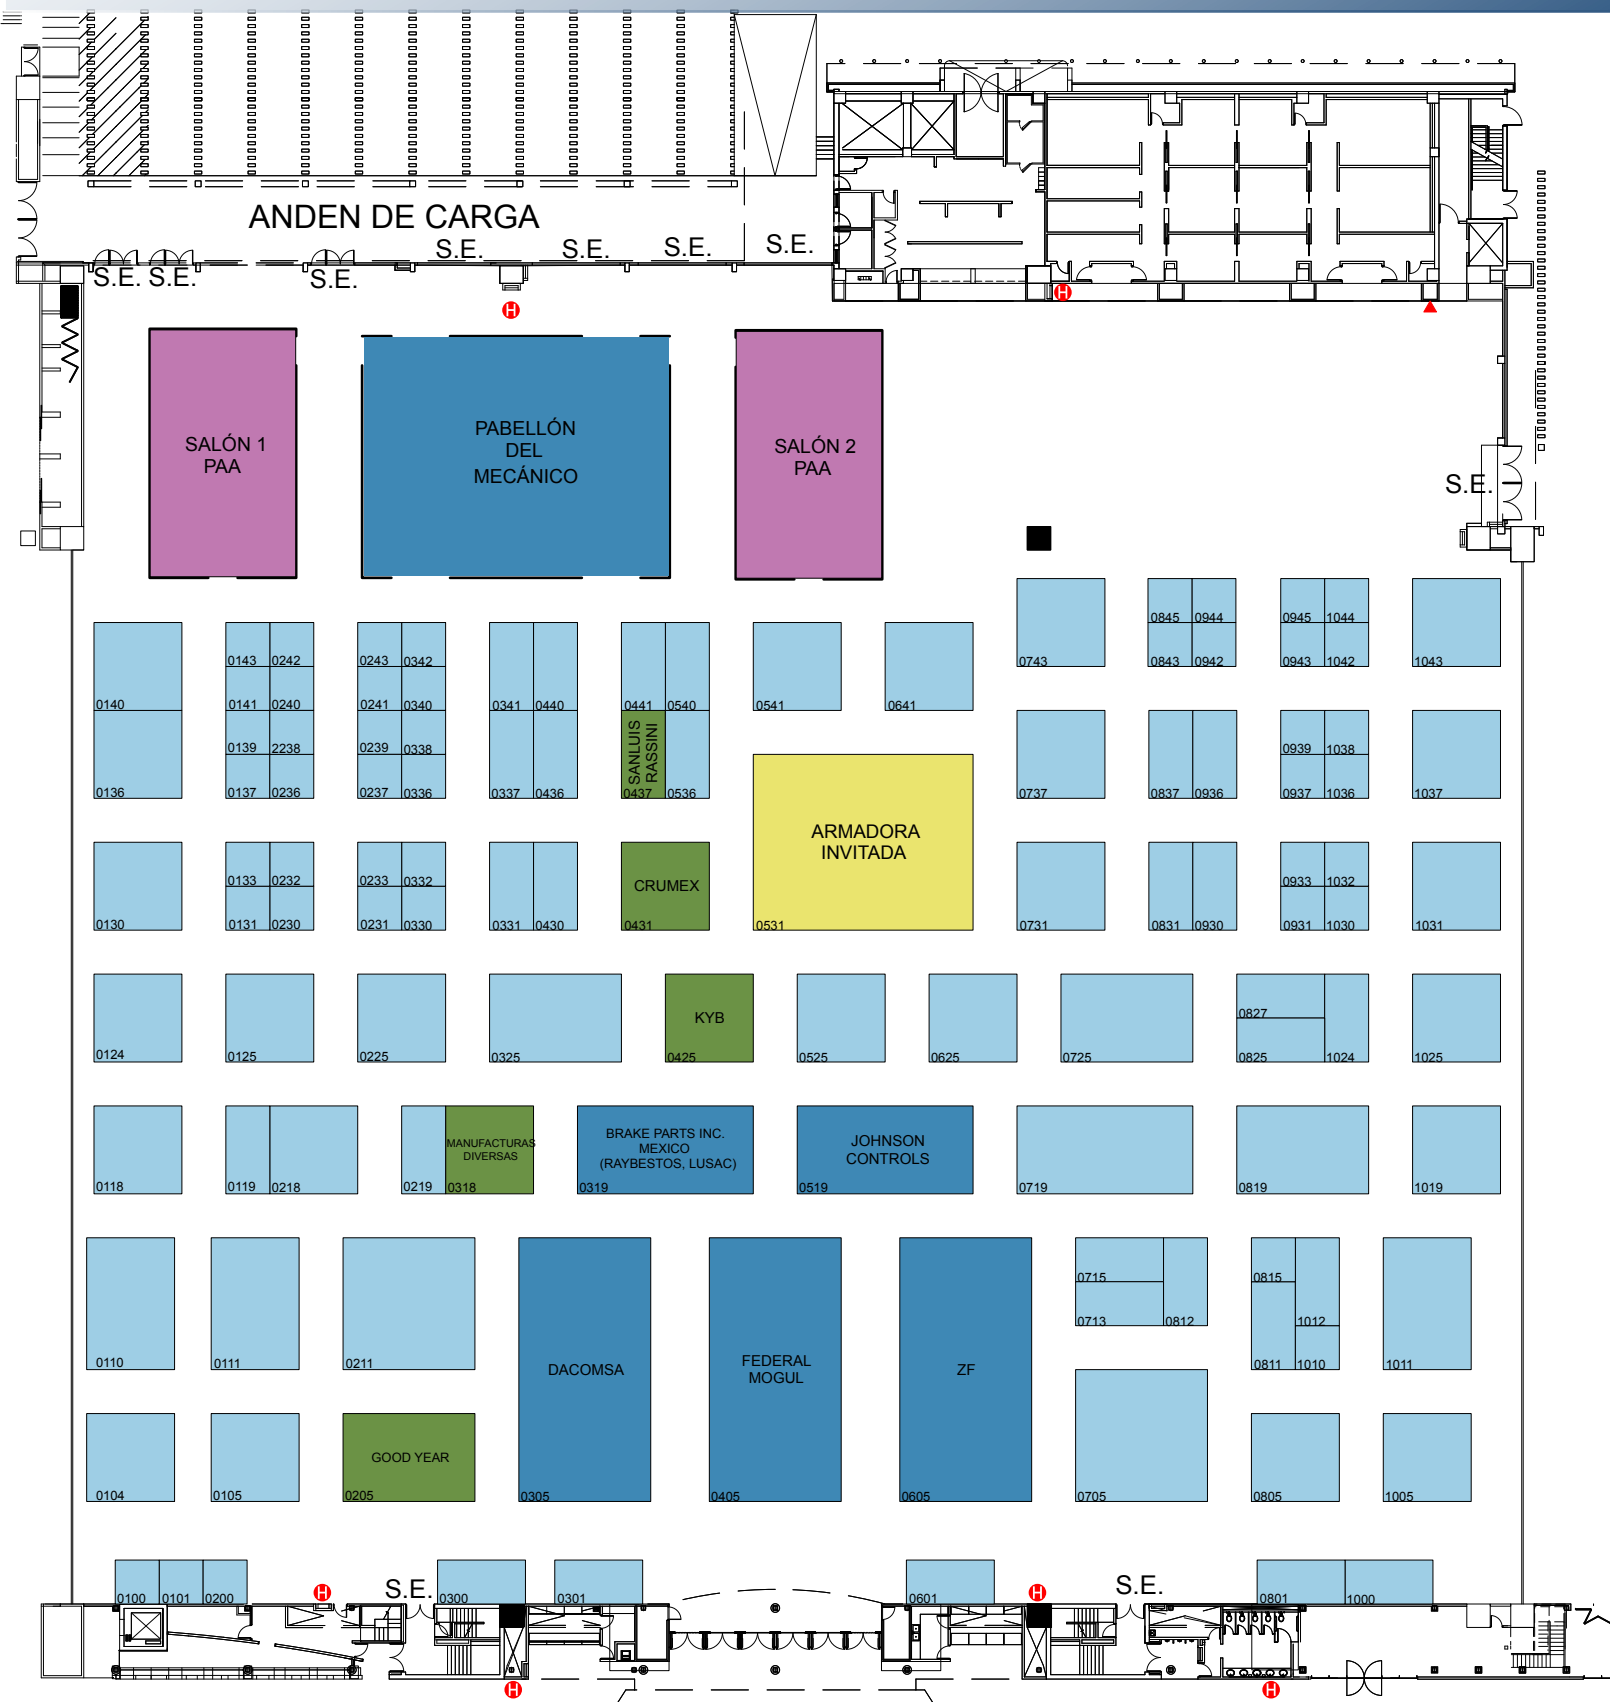 ANDEN DE CARGA
S.E.
S.E.
S.E.
S.E.
S.E.
S.E.
S.E.
H
H
SALÓN 1
PAA
PABELLÓN
DEL
MECÁNICO
SALÓN 2
PAA
S.E.
0845 0944
0945 1044
0743
0843 0942
0943 1042
1043
0143 0242
0243 0342
0140
0141 0240
0241 0340
0341 0440
0441 0540
0541
0641
0139 2238
0239 0338
SANLUIS
RASSINI
0939 1038
0136
0137 0236
0237 0336
0337 0436
0437 0536
0737
0837 0936
0937 1036
1037
ARMADORA
INVITADA
0133 0232
0233 0332
CRUMEX
0933 1032
0130
0131 0230
0231 0330
0331 0430
0431
0531
0731
0831 0930
0931 1030
1031
KYB
0827
0124
0125
0225
0325
0425
0525
0625
0725
0825
1024
1025
MANUFACTURAS
DIVERSAS
BRAKE PARTS INC.
MEXICO
(RAYBESTOS, LUSAC)
JOHNSON
CONTROLS
0118
0119 0218
0219 0318
0319
0519
0719
0819
1019
0715
0815
0713
0812
1012
0110
0111
0211
DACOMSA
FEDERAL
MOGUL
ZF
0811 1010
1011
GOOD YEAR
0104
0105
0205
0305
0405
0605
0705
0805
1005
0100 0101 0200
H
S.E.
0300
0301
0601
H
S.E.
0801
1000
H
H